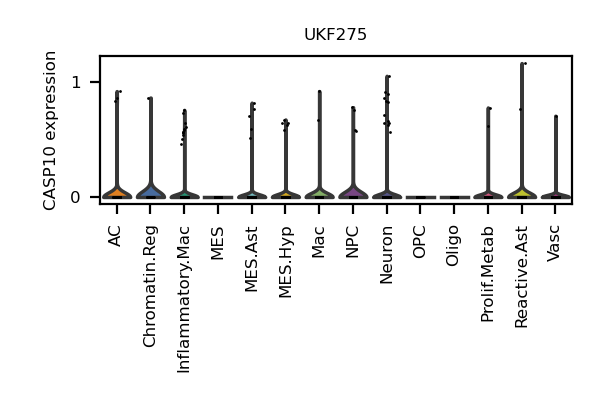 UKF275
CASP10 expression
1
0
AC
Chromatin.Reg
Inflammatory.Mac
MES
MES.Ast
MES.Hyp
Mac
NPC
Neuron
OPC
Oligo
Prolif.Metab
Reactive.Ast
Vasc